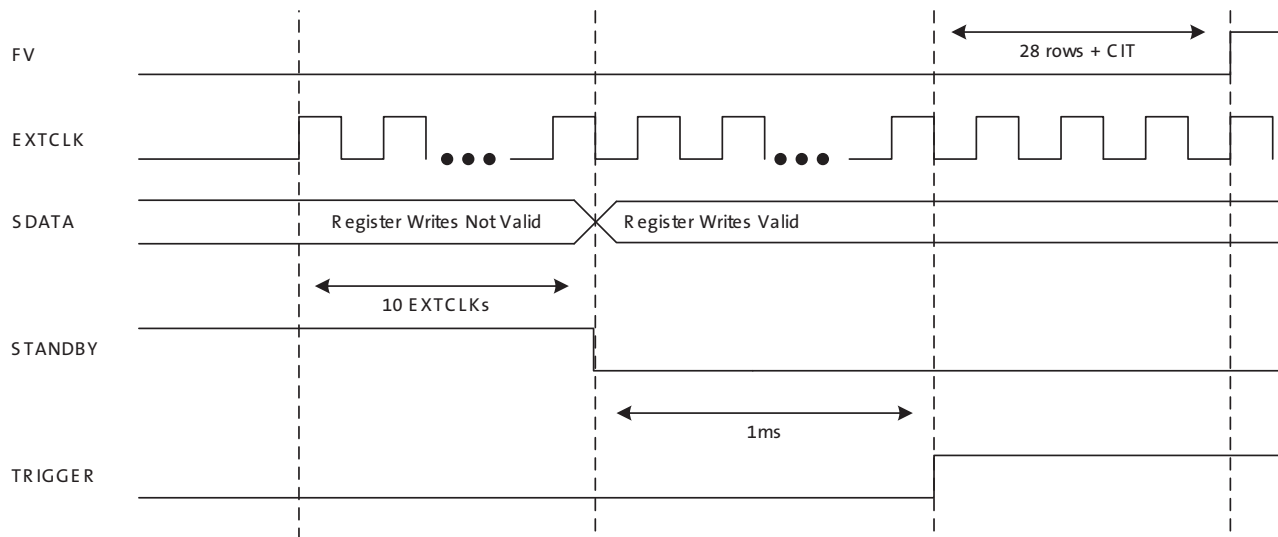 FV
28 rows + CIT
EXTCLK
SDATA
Register Writes Not Valid
Register Writes Valid
10 EXTCLKs
STANDBY
1ms
TRIGGER